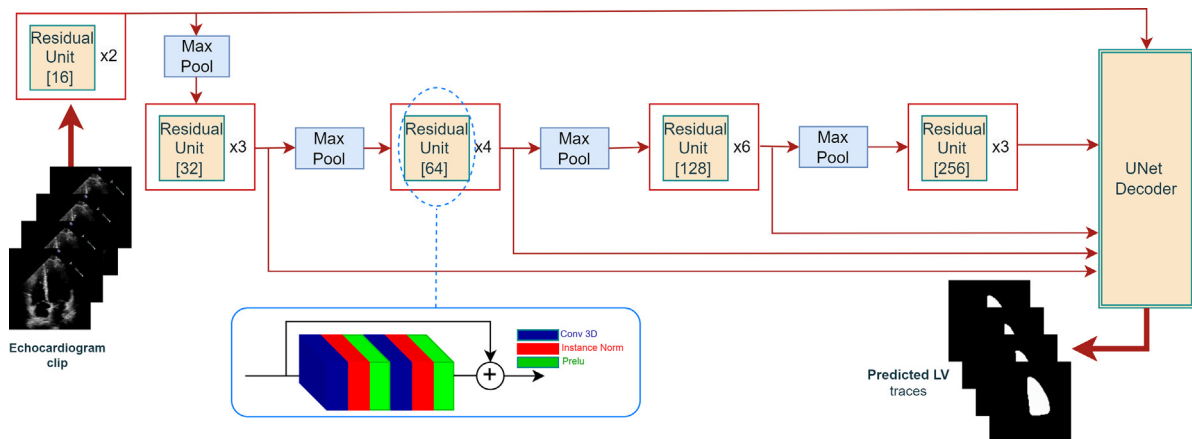 Residual
Unit
[16]
x2
Max
Pool
Residual
Unit
[32]
x3
Max
Pool
Residual
Unit
[64]
x4
Max
Pool
Residual
Unit
[128]
x6
Max
Pool
Residual
Unit
[256]
x3
UNet
Decoder
Echocardiogram
clip
Conv 3D
Instance Norm
Prelu
+
Predicted LV
traces